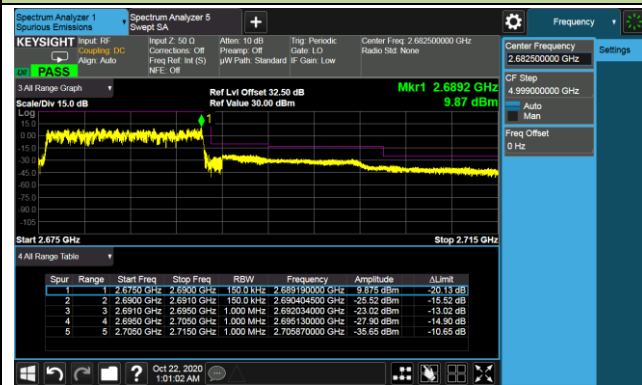 Spectrum Analyzer 1
Spurious Emissions
Spectrum Analyzer 5
Swept SA
Frequency
KEYSIGHT
Input: RF
Coupling: DC
Align: Auto
Input Z: 50 Ω
Corrections: Off
Freq Ref: Int (S)
NFE: Off
Atten: 10 dB
Preamp: Off
µW Path: Standard
Trig: Periodic
Gate: LO
IF Gain: Low
Center Freq: 2.682500000 GHz
Radio Std: None
PASS
Center Frequency
2.682500000 GHz
Settings
CF Step
4.999000000 GHz
Auto
Man
Freq Offset
0 Hz
3 All Range Graph
Scale/Div 15.0 dB
Ref Lvl Offset 32.50 dB
Ref Value 30.00 dBm
Mkr1 2.6892 GHz
9.87 dBm
Log
15.0
0.00
-15.0
-30.0
-45.0
-60.0
-75.0
-90.0
-105
1
Start 2.675 GHz
Stop 2.715 GHz
4 All Range Table
Spur Range Start Freq Stop Freq RBW Frequency Amplitude ΔLimit
1 1 2.6750 GHz 2.6900 GHz 150.0 kHz 2.689190000 GHz 9.875 dBm -20.13 dB
2 2 2.6900 GHz 2.6910 GHz 150.0 kHz 2.690404500 GHz -25.52 dBm -15.52 dB
3 3 2.6910 GHz 2.6950 GHz 1.000 MHz 2.692034000 GHz -23.02 dBm -13.02 dB
4 4 2.6950 GHz 2.7050 GHz 1.000 MHz 2.695130000 GHz -27.90 dBm -14.90 dB
5 5 2.7050 GHz 2.7150 GHz 1.000 MHz 2.705870000 GHz -35.65 dBm -10.65 dB
Oct 22, 2020
1:01:02 AM